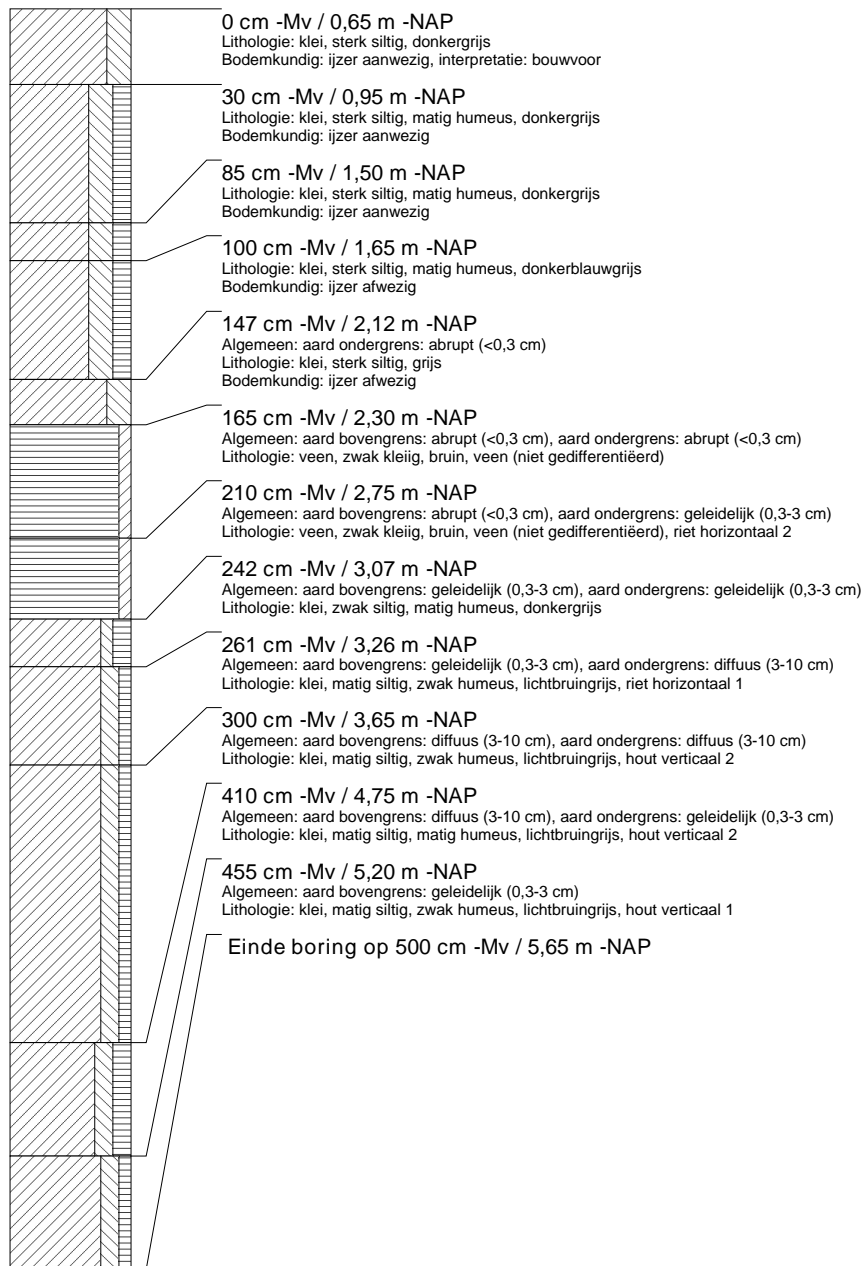 0 cm -Mv / 0,65 m -NAP
Lithologie: klei, sterk siltig, donkergrijs
Bodemkundig: ijzer aanwezig, interpretatie: bouwvoor
30 cm -Mv / 0,95 m -NAP
Lithologie: klei, sterk siltig, matig humeus, donkergrijs
Bodemkundig: ijzer aanwezig
85 cm -Mv / 1,50 m -NAP
Lithologie: klei, sterk siltig, matig humeus, donkergrijs
Bodemkundig: ijzer aanwezig
100 cm -Mv / 1,65 m -NAP
Lithologie: klei, sterk siltig, matig humeus, donkerblauwgrijs
Bodemkundig: ijzer afwezig
147 cm -Mv / 2,12 m -NAP
Algemeen: aard ondergrens: abrupt (<0,3 cm)
Lithologie: klei, sterk siltig, grijs
Bodemkundig: ijzer afwezig
165 cm -Mv / 2,30 m -NAP
Algemeen: aard bovengrens: abrupt (<0,3 cm), aard ondergrens: abrupt (<0,3 cm)
Lithologie: veen, zwak kleiig, bruin, veen (niet gedifferentiëerd)
210 cm -Mv / 2,75 m -NAP
Algemeen: aard bovengrens: abrupt (<0,3 cm), aard ondergrens: geleidelijk (0,3-3 cm)
Lithologie: veen, zwak kleiig, bruin, veen (niet gedifferentiëerd), riet horizontaal 2
242 cm -Mv / 3,07 m -NAP
Algemeen: aard bovengrens: geleidelijk (0,3-3 cm), aard ondergrens: geleidelijk (0,3-3 cm)
Lithologie: klei, zwak siltig, matig humeus, donkergrijs
261 cm -Mv / 3,26 m -NAP
Algemeen: aard bovengrens: geleidelijk (0,3-3 cm), aard ondergrens: diffuus (3-10 cm)
Lithologie: klei, matig siltig, zwak humeus, lichtbruingrijs, riet horizontaal 1
300 cm -Mv / 3,65 m -NAP
Algemeen: aard bovengrens: diffuus (3-10 cm), aard ondergrens: diffuus (3-10 cm)
Lithologie: klei, matig siltig, zwak humeus, lichtbruingrijs, hout verticaal 2
410 cm -Mv / 4,75 m -NAP
Algemeen: aard bovengrens: diffuus (3-10 cm), aard ondergrens: geleidelijk (0,3-3 cm)
Lithologie: klei, matig siltig, matig humeus, lichtbruingrijs, hout verticaal 2
455 cm -Mv / 5,20 m -NAP
Algemeen: aard bovengrens: geleidelijk (0,3-3 cm)
Lithologie: klei, matig siltig, zwak humeus, lichtbruingrijs, hout verticaal 1
Einde boring op 500 cm -Mv / 5,65 m -NAP